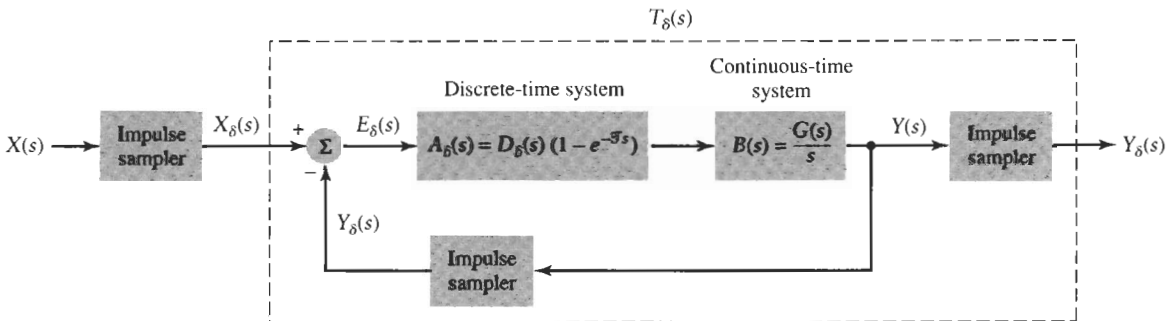 T_δ(s)
Continuous-time
system
Discrete-time system
X(s)
Impulse
sampler
X_δ(s)
+
Σ
−
E_δ(s)
A_δ(s) = D_δ(s) (1 − e^{−𝒯s})
B(s) = G(s)/s
Y(s)
Impulse
sampler
Y_δ(s)
Y_δ(s)
Impulse
sampler